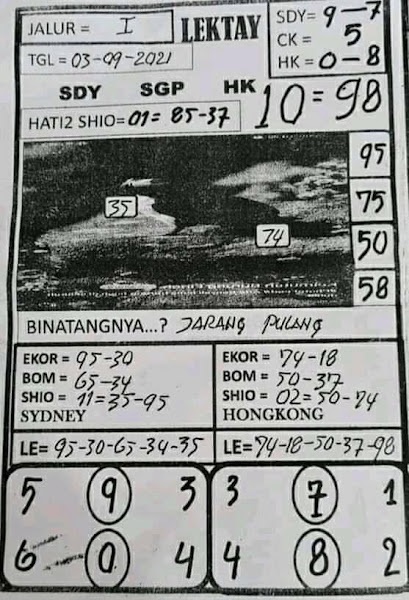 JALUR = I
LEKTAY
SDY= 9-7
CK = 5
HK = 0-8
TGL = 03-09-2021
SDY SGP HK
HATI2 SHIO= 01= 85-37
10=98
95
35
75
74
50
58
BINATANGNYA...? JARANG PULANG
EKOR = 95-30
BOM = 65-34
SHIO = 11=35-95
SYDNEY
EKOR = 74-18
BOM = 50-37
SHIO = 02=50-74
HONGKONG
LE= 95-30-65-34-35
LE= 74-18-50-37-98
5 9 3 3 7 1
6 0 4 4 8 2